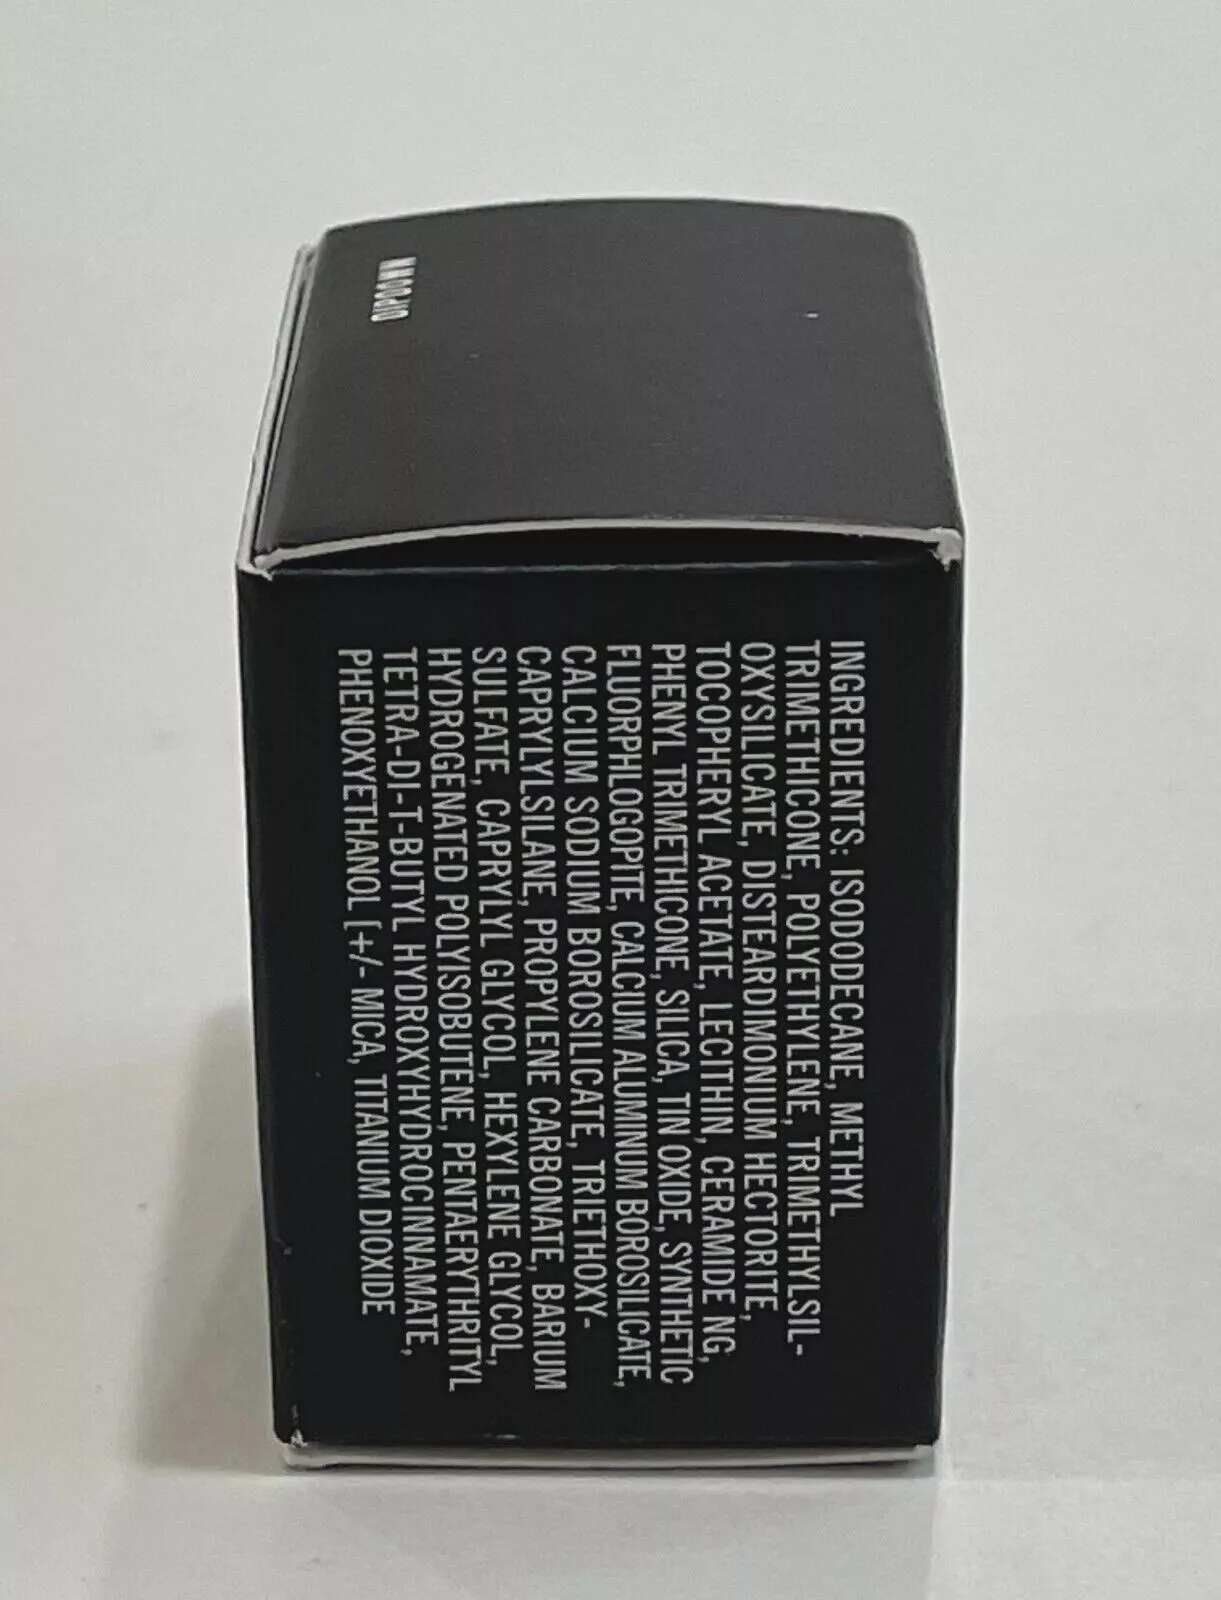 INGREDIENTS: ISODODECANE, METHYL
TRIMETHICONE, POLYETHYLENE, TRIMETHYLSIL-
OXYSILICATE, DISTEARDIMONIUM HECTORITE,
TOCOPHERYL ACETATE, LECITHIN, CERAMIDE NG,
PHENYL TRIMETHICONE, SILICA, TIN OXIDE, SYNTHETIC
FLUORPHLOGOPITE, CALCIUM ALUMINUM BOROSILICATE,
CALCIUM SODIUM BOROSILICATE, TRIETHOXY-
CAPRYLYLSILANE, PROPYLENE CARBONATE, BARIUM
SULFATE, CAPRYLYL GLYCOL, HEXYLENE GLYCOL,
HYDROGENATED POLYISOBUTENE, PENTAERYTHRITYL
TETRA-DI-T-BUTYL HYDROXYHYDROCINNAMATE,
PHENOXYETHANOL [+/- MICA, TITANIUM DIOXIDE